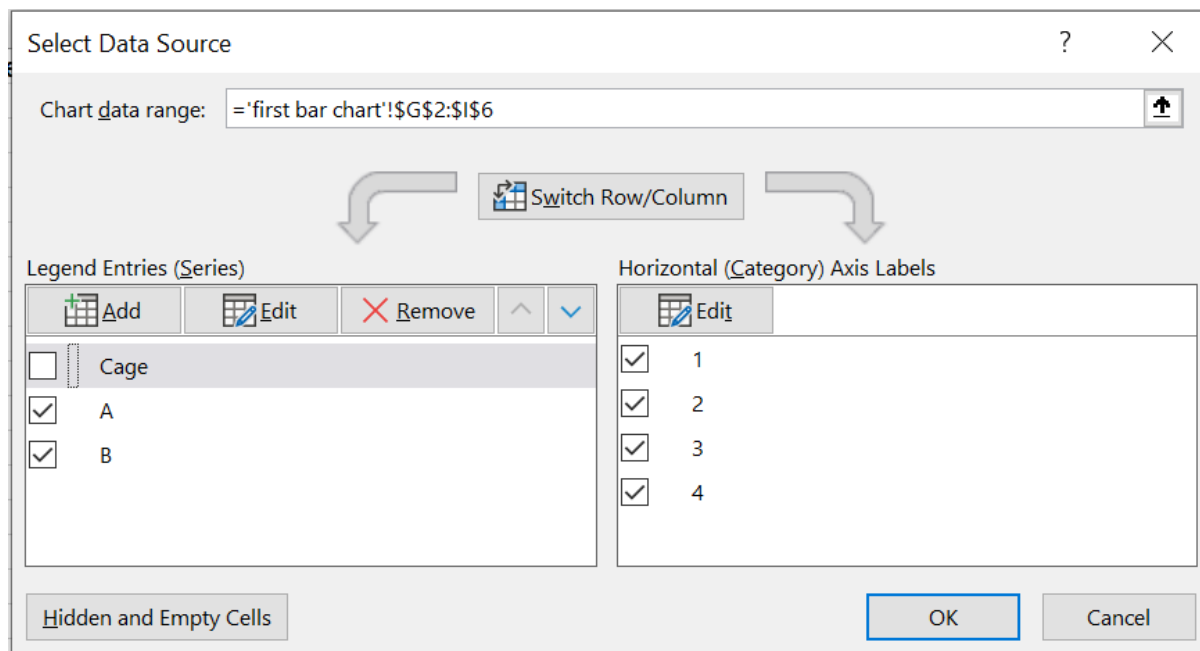 Select Data Source ?
Chart data range: ='first bar chart'!$G$2:$I$6
Switch Row/Column
Legend Entries (Series)
Add Edit Remove
Cage
A
B
Horizontal (Category) Axis Labels
Edit
1
2
3
4
Hidden and Empty Cells
OK Cancel